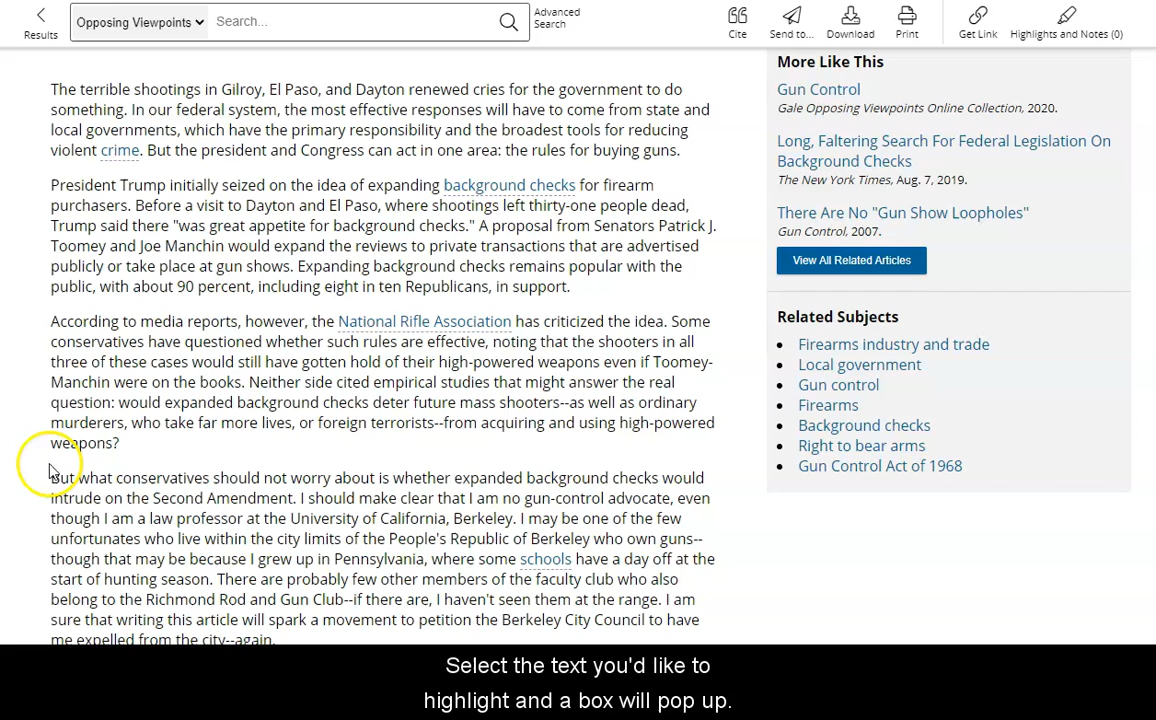 Results
Opposing Viewpoints
Search...
Advanced
Search
Cite
Send to...
Download
Print
Get Link
Highlights and Notes (0)
The terrible shootings in Gilroy, El Paso, and Dayton renewed cries for the government to do
something. In our federal system, the most effective responses will have to come from state and
local governments, which have the primary responsibility and the broadest tools for reducing
violent crime. But the president and Congress can act in one area: the rules for buying guns.
President Trump initially seized on the idea of expanding background checks for firearm
purchasers. Before a visit to Dayton and El Paso, where shootings left thirty-one people dead,
Trump said there "was great appetite for background checks." A proposal from Senators Patrick J.
Toomey and Joe Manchin would expand the reviews to private transactions that are advertised
publicly or take place at gun shows. Expanding background checks remains popular with the
public, with about 90 percent, including eight in ten Republicans, in support.
According to media reports, however, the National Rifle Association has criticized the idea. Some
conservatives have questioned whether such rules are effective, noting that the shooters in all
three of these cases would still have gotten hold of their high-powered weapons even if Toomey-
Manchin were on the books. Neither side cited empirical studies that might answer the real
question: would expanded background checks deter future mass shooters--as well as ordinary
murderers, who take far more lives, or foreign terrorists--from acquiring and using high-powered
weapons?
But what conservatives should not worry about is whether expanded background checks would
intrude on the Second Amendment. I should make clear that I am no gun-control advocate, even
though I am a law professor at the University of California, Berkeley. I may be one of the few
unfortunates who live within the city limits of the People's Republic of Berkeley who own guns--
though that may be because I grew up in Pennsylvania, where some schools have a day off at the
start of hunting season. There are probably few other members of the faculty club who also
belong to the Richmond Rod and Gun Club--if there are, I haven't seen them at the range. I am
sure that writing this article will spark a movement to petition the Berkeley City Council to have
me expelled from the city--again.
More Like This
Gun Control
Gale Opposing Viewpoints Online Collection, 2020.
Long, Faltering Search For Federal Legislation On
Background Checks
The New York Times, Aug. 7, 2019.
There Are No "Gun Show Loopholes"
Gun Control, 2007.
View All Related Articles
Related Subjects
Firearms industry and trade
Local government
Gun control
Firearms
Background checks
Right to bear arms
Gun Control Act of 1968
Select the text you'd like to
highlight and a box will pop up.